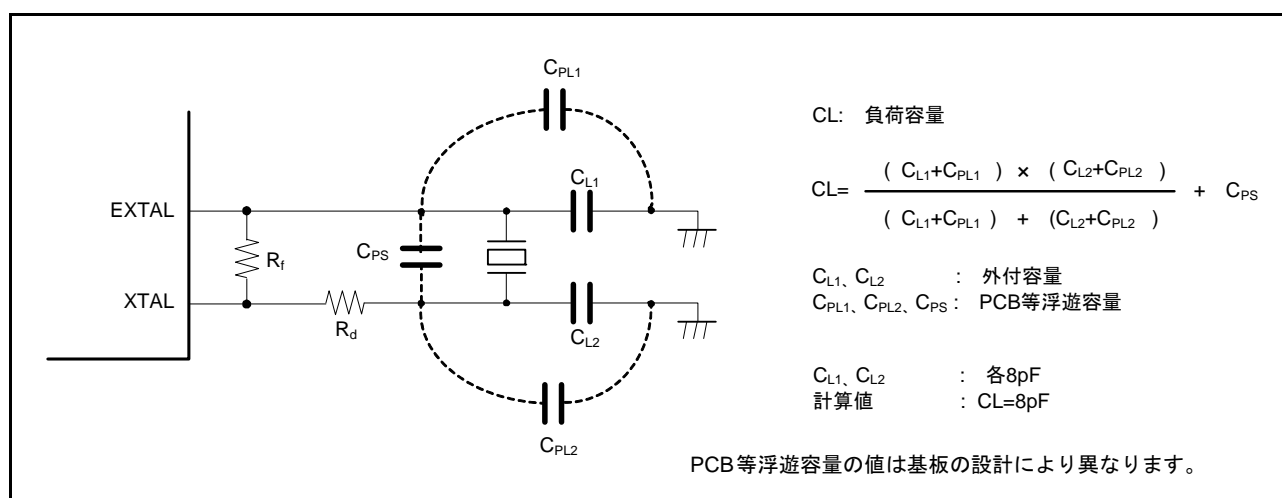 CPL1
CL: 負荷容量
CL1
CL= ( CL1+CPL1 ) × ( CL2+CPL2 ) + CPS
( CL1+CPL1 ) + (CL2+CPL2 )
EXTAL
CPS
Rf
CL1、CL2 : 外付容量
XTAL
CPL1、CPL2、CPS : PCB等浮遊容量
Rd
CL2
CL1、CL2 : 各8pF
計算値 : CL=8pF
CPL2
PCB等浮遊容量の値は基板の設計により異なります。